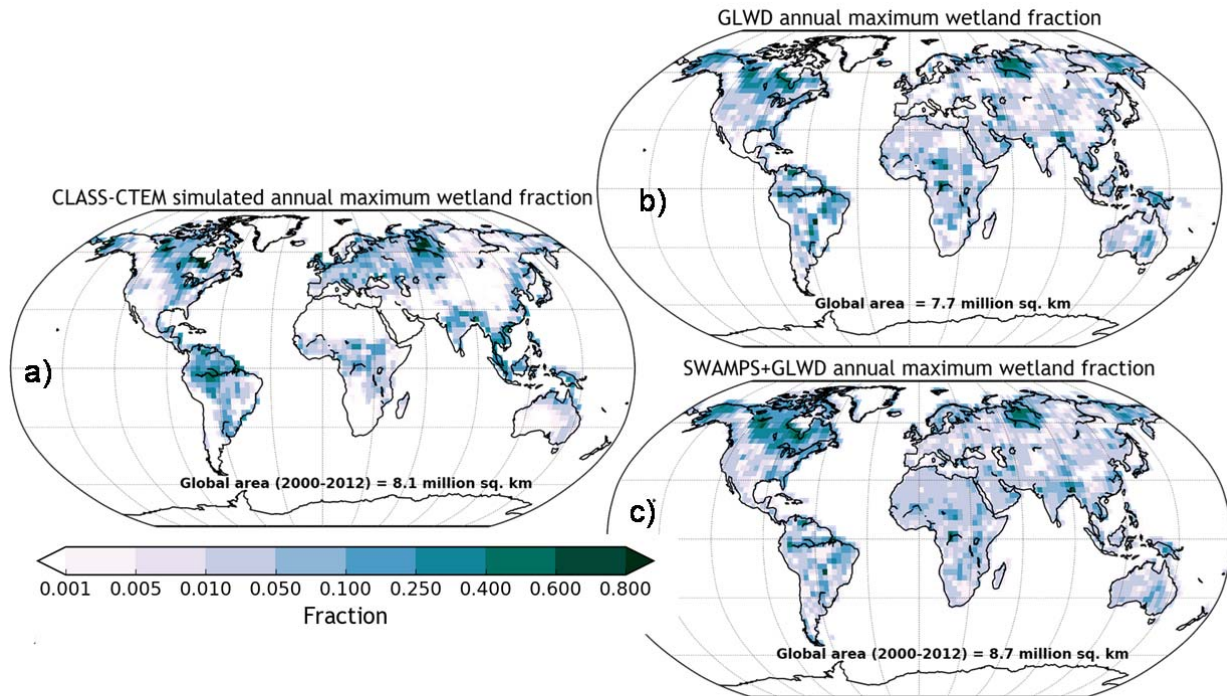 GLWD annual maximum wetland fraction
b)
Global area  = 7.7 million sq. km
CLASS-CTEM simulated annual maximum wetland fraction
a)
Global area (2000-2012) = 8.1 million sq. km
0.001 0.005 0.010 0.050 0.100 0.250 0.400 0.600 0.800
Fraction
SWAMPS+GLWD annual maximum wetland fraction
c)
Global area (2000-2012) = 8.7 million sq. km